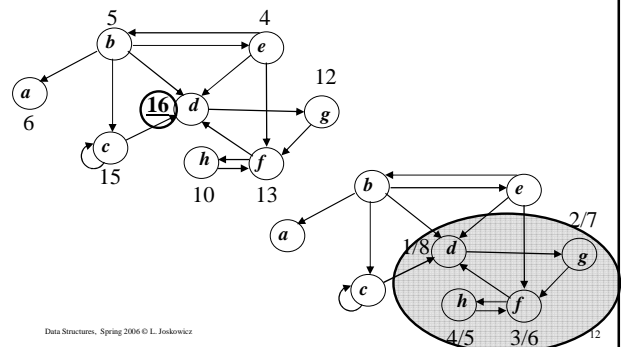 5
4
b
e
12
a
16
d
g
6
c
h
f
15
10
13
b
e
2/7
a
1/8
d
g
c
h
f
4/5
3/6
Data Structures, Spring 2006 © L. Joskowicz
12